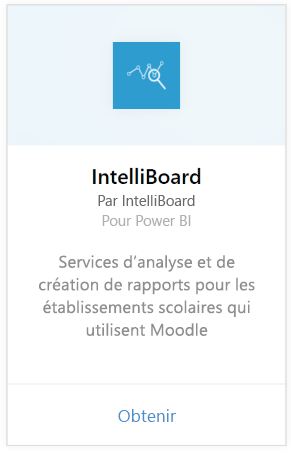 IntelliBoard
Par IntelliBoard
Pour Power BI
Services d’analyse et de
création de rapports pour les
établissements scolaires qui
utilisent Moodle
Obtenir